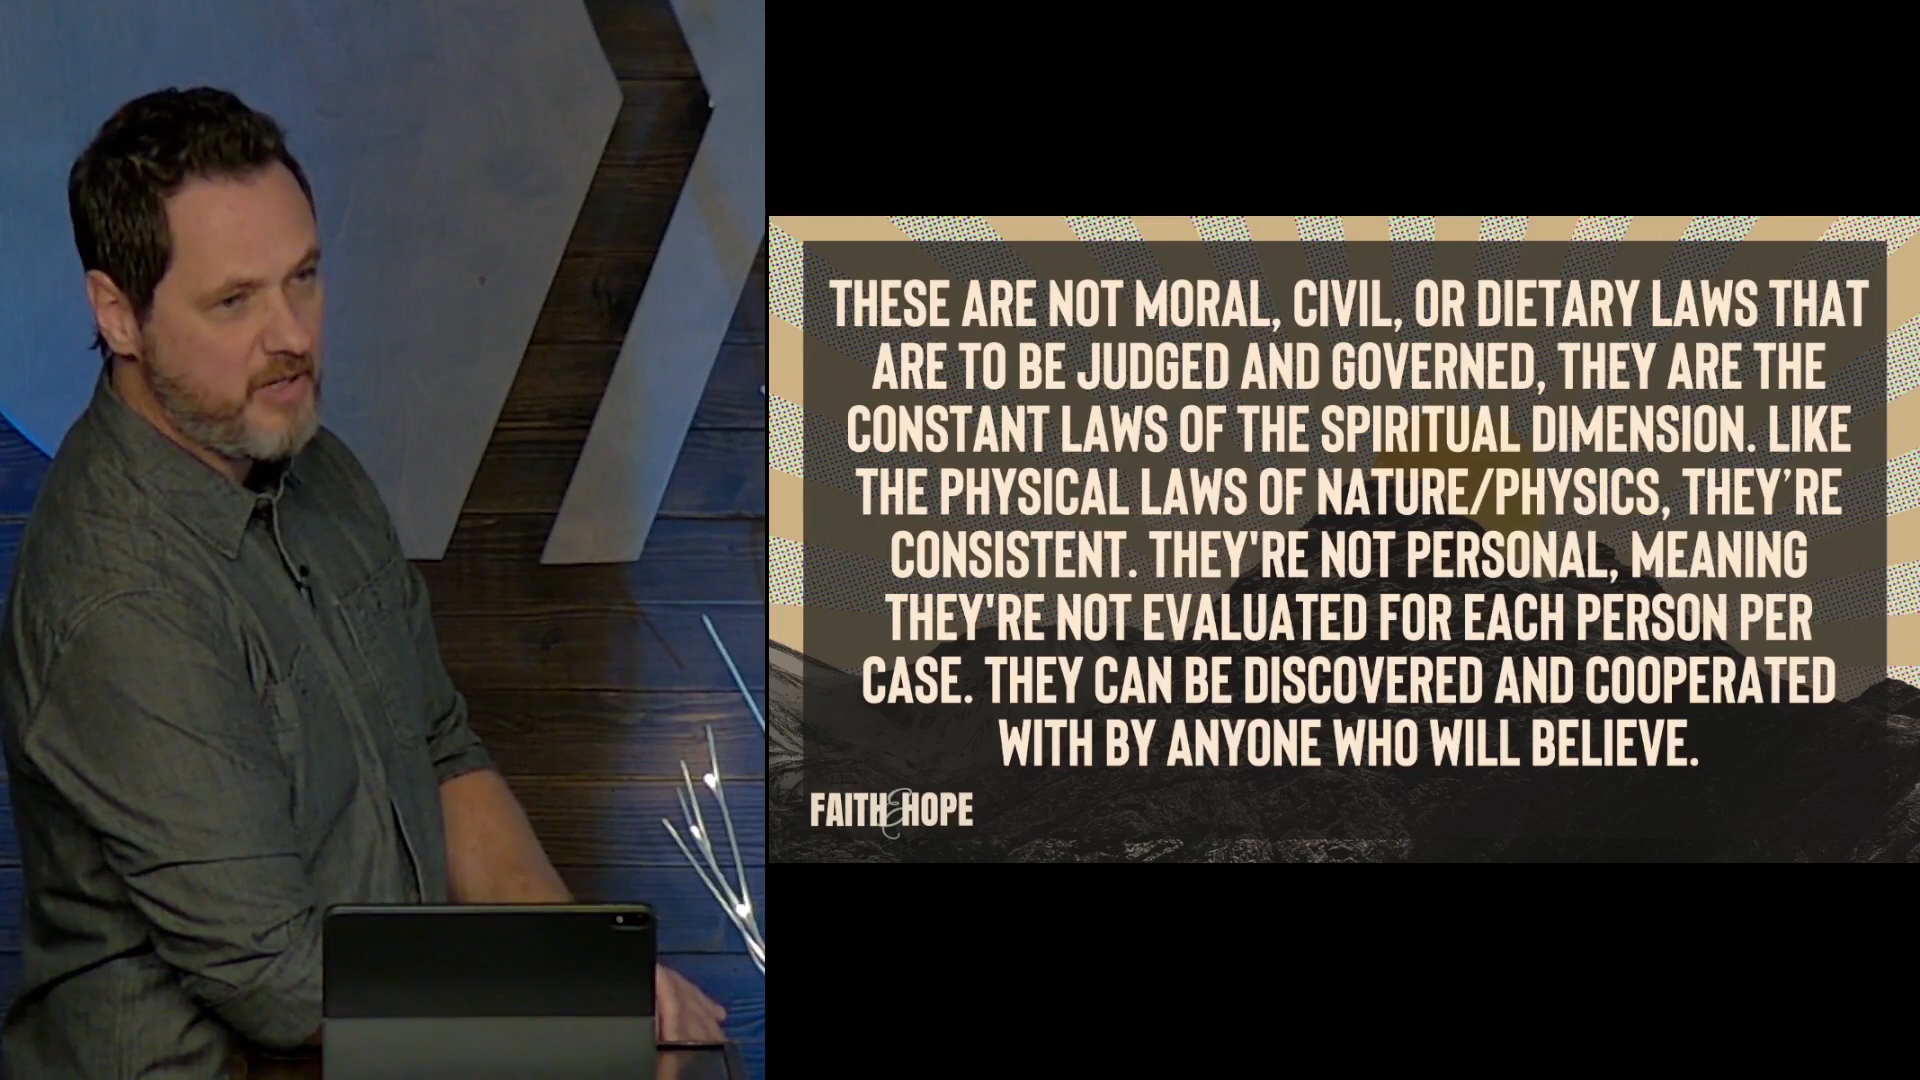 THESE ARE NOT MORAL, CIVIL, OR DIETARY LAWS THAT
ARE TO BE JUDGED AND GOVERNED, THEY ARE THE
CONSTANT LAWS OF THE SPIRITUAL DIMENSION. LIKE
THE PHYSICAL LAWS OF NATURE/PHYSICS, THEY’RE
CONSISTENT. THEY'RE NOT PERSONAL, MEANING
THEY'RE NOT EVALUATED FOR EACH PERSON PER
CASE. THEY CAN BE DISCOVERED AND COOPERATED
WITH BY ANYONE WHO WILL BELIEVE.
FAITH & HOPE